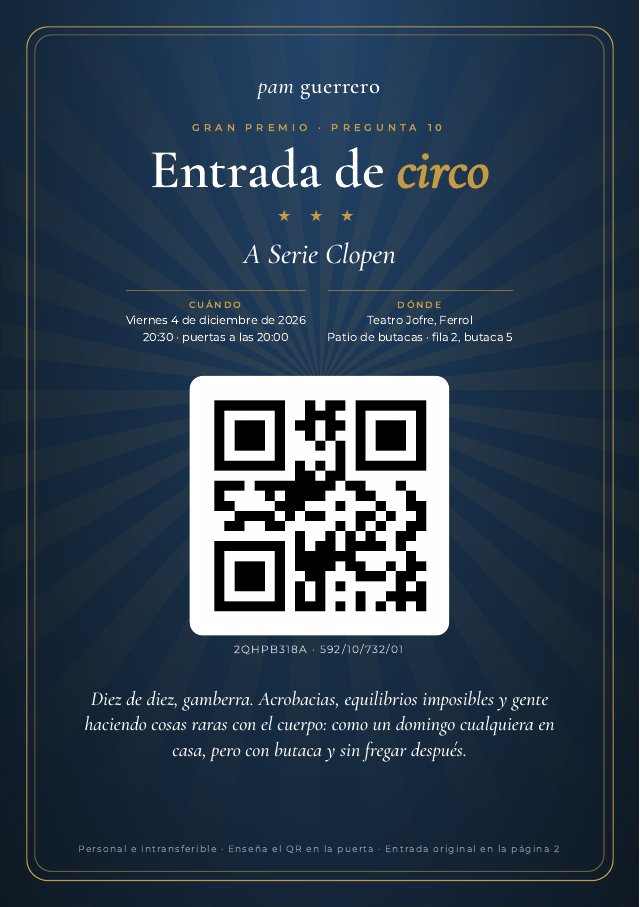 pam guerrero
GRAN PREMIO · PREGUNTA 10
Entrada de circo
A Serie Clopen
CUÁNDO
Viernes 4 de diciembre de 2026
20:30 · puertas a las 20:00
DÓNDE
Teatro Jofre, Ferrol
Patio de butacas · fila 2, butaca 5
2QHPB318A · 592/10/732/01
Diez de diez, gamberra. Acrobacias, equilibrios imposibles y gente
haciendo cosas raras con el cuerpo: como un domingo cualquiera en
casa, pero con butaca y sin fregar después.
Personal e intransferible · Enseña el QR en la puerta · Entrada original en la página 2